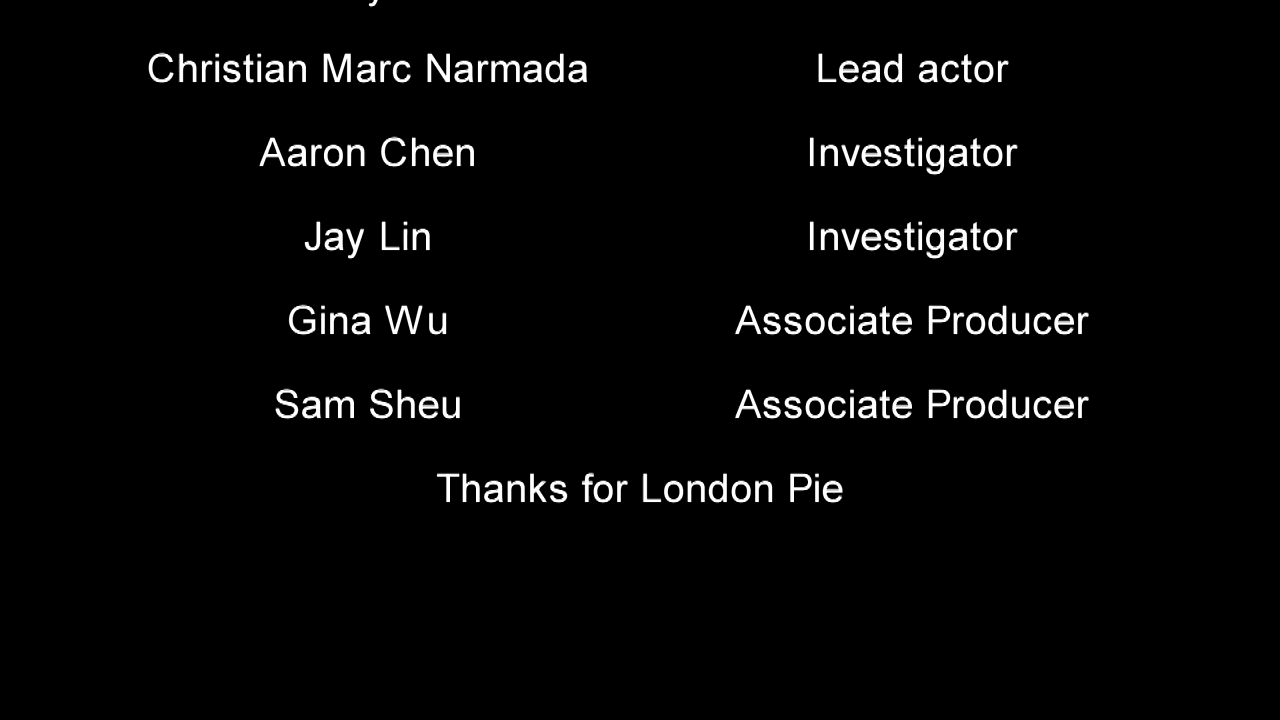 Christian Marc Narmada Lead actor
Aaron Chen Investigator
Jay Lin Investigator
Gina Wu Associate Producer
Sam Sheu Associate Producer
Thanks for London Pie